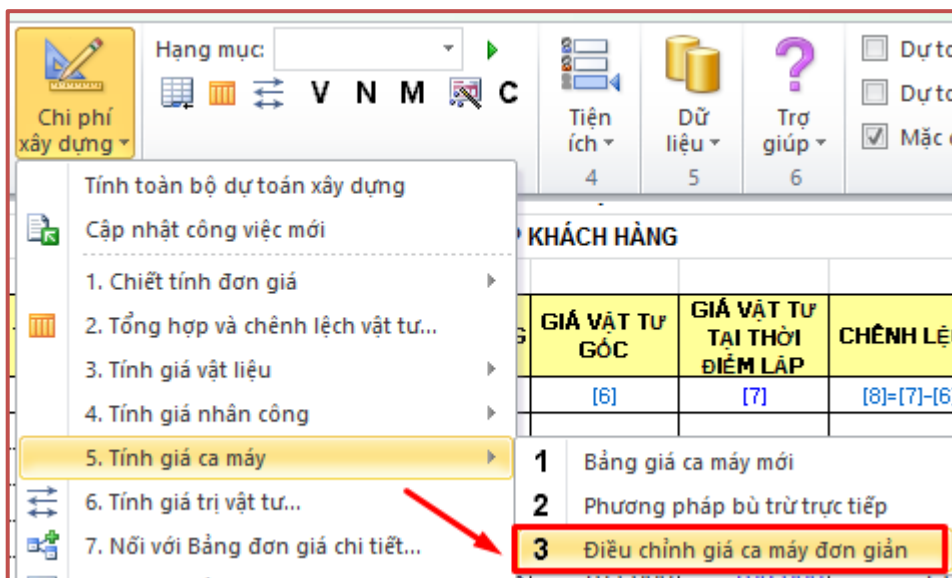 Hạng mục:
V N M C
Chi phí
xây dựng
Tiện
ích
Dữ
liệu
Trợ
giúp
Mặc
4
5
6
Tính toàn bộ dự toán xây dựng
Cập nhật công việc mới
KHÁCH HÀNG
1. Chiết tính đơn giá
2. Tổng hợp và chênh lệch vật tư...
3. Tính giá vật liệu
4. Tính giá nhân công
5. Tính giá ca máy
6. Tính giá trị vật tư...
7. Nối với Bảng đơn giá chi tiết...
GIÁ VẬT TƯ
GỐC
GIÁ VẬT TƯ
TẠI THỜI
ĐIỂM LẬP
CHÊNH
[6]
[7]
[8]=[7]-[6
1 Bảng giá ca máy mới
2 Phương pháp bù trừ trực tiếp
3 Điều chỉnh giá ca máy đơn giản